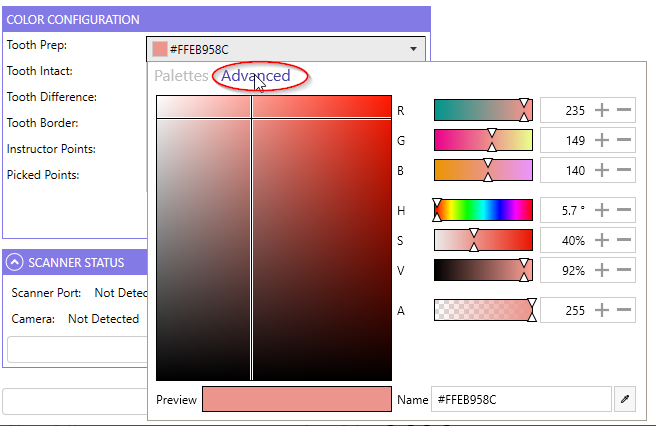 COLOR CONFIGURATION
Tooth Prep: #FFEB958C
Tooth Intact:
Tooth Difference:
Tooth Border:
Instructor Points:
Picked Points:
Palettes Advanced
R 235
G 149
B 140
H 5.7 °
S 40%
V 92%
A 255
SCANNER STATUS
Scanner Port: Not Detec
Camera: Not Detected
Preview Name #FFEB958C